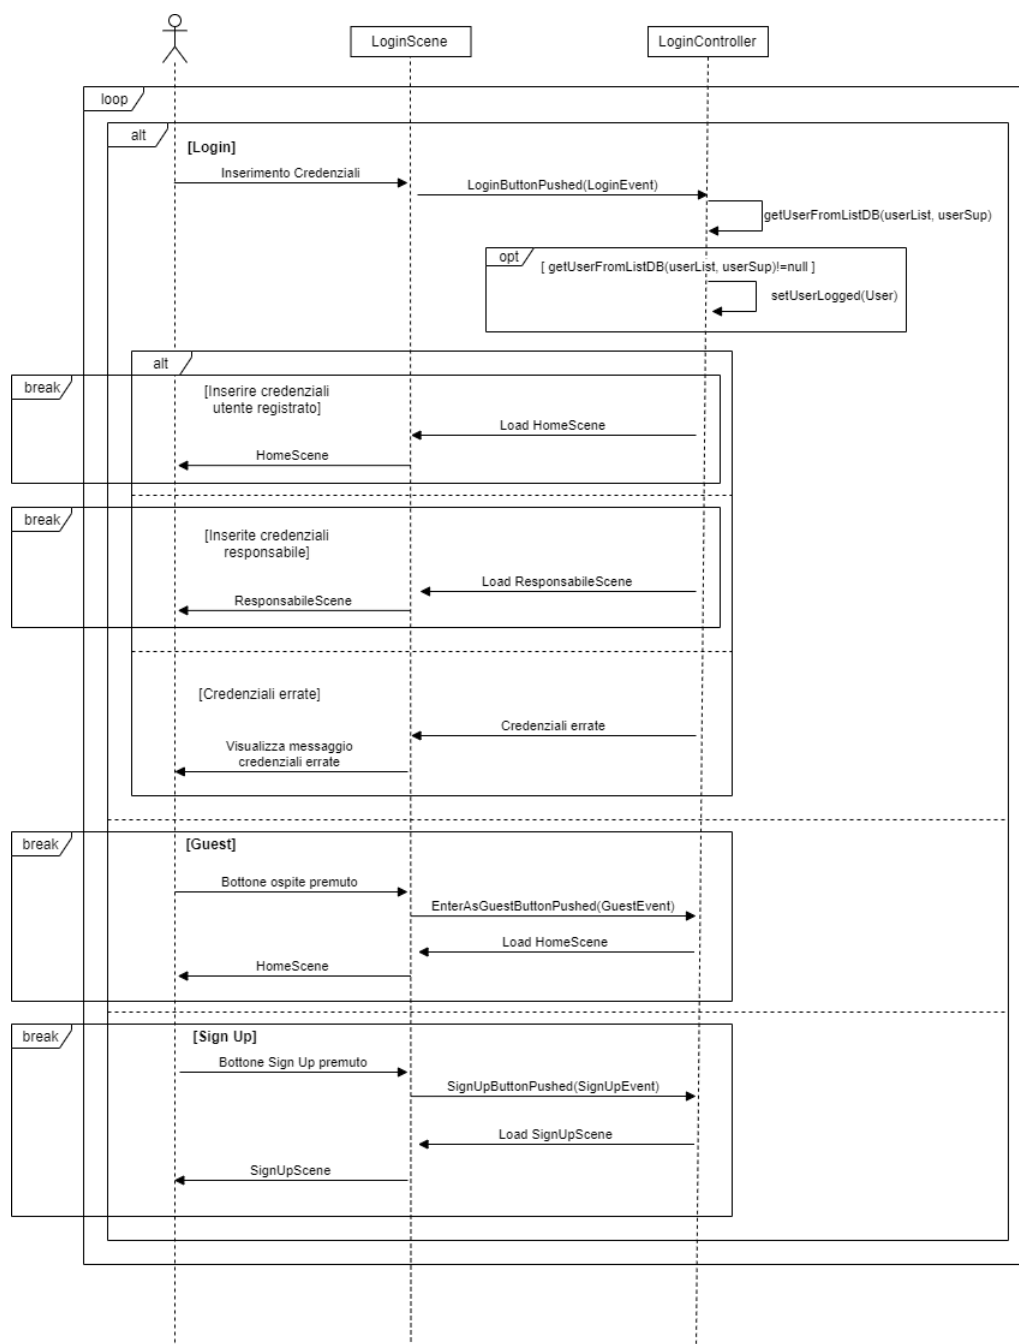 LoginScene
LoginController
loop
alt
[Login]
Inserimento Credenziali
LoginButtonPushed(LoginEvent)
getUserFromListDB(userList, userSup)
opt
[ getUserFromListDB(userList, userSup)!=null ]
setUserLogged(User)
alt
break
[Inserire credenziali
utente registrato]
Load HomeScene
HomeScene
break
[Inserite credenziali
responsabile]
Load ResponsabileScene
ResponsabileScene
[Credenziali errate]
Credenziali errate
Visualizza messaggio
credenziali errate
break
[Guest]
Bottone ospite premuto
EnterAsGuestButtonPushed(GuestEvent)
Load HomeScene
HomeScene
break
[Sign Up]
Bottone Sign Up premuto
SignUpButtonPushed(SignUpEvent)
Load SignUpScene
SignUpScene